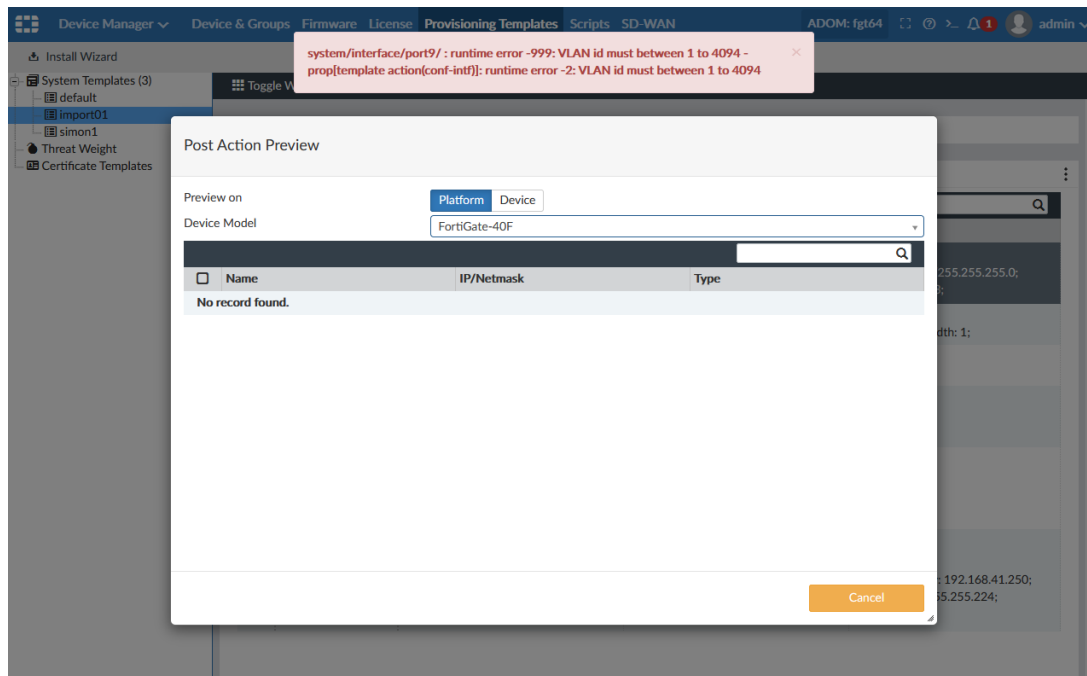 Device Manager Device & Groups Firmware License Provisioning Templates Scripts SD-WAN ADOM: fgt64 1 admin
Install Wizard
system/interface/port9/ : runtime error -999: VLAN id must between 1 to 4094 -
prop[template action(conf-intf)]: runtime error -2: VLAN id must between 1 to 4094
System Templates (3)
default
import01
simon1
Threat Weight
Certificate Templates
Toggle W
Post Action Preview
Preview on Platform Device
Device Model FortiGate-40F
Name IP/Netmask Type
No record found.
255.255.255.0;
dth: 1;
: 192.168.41.250;
55.255.224;
Cancel